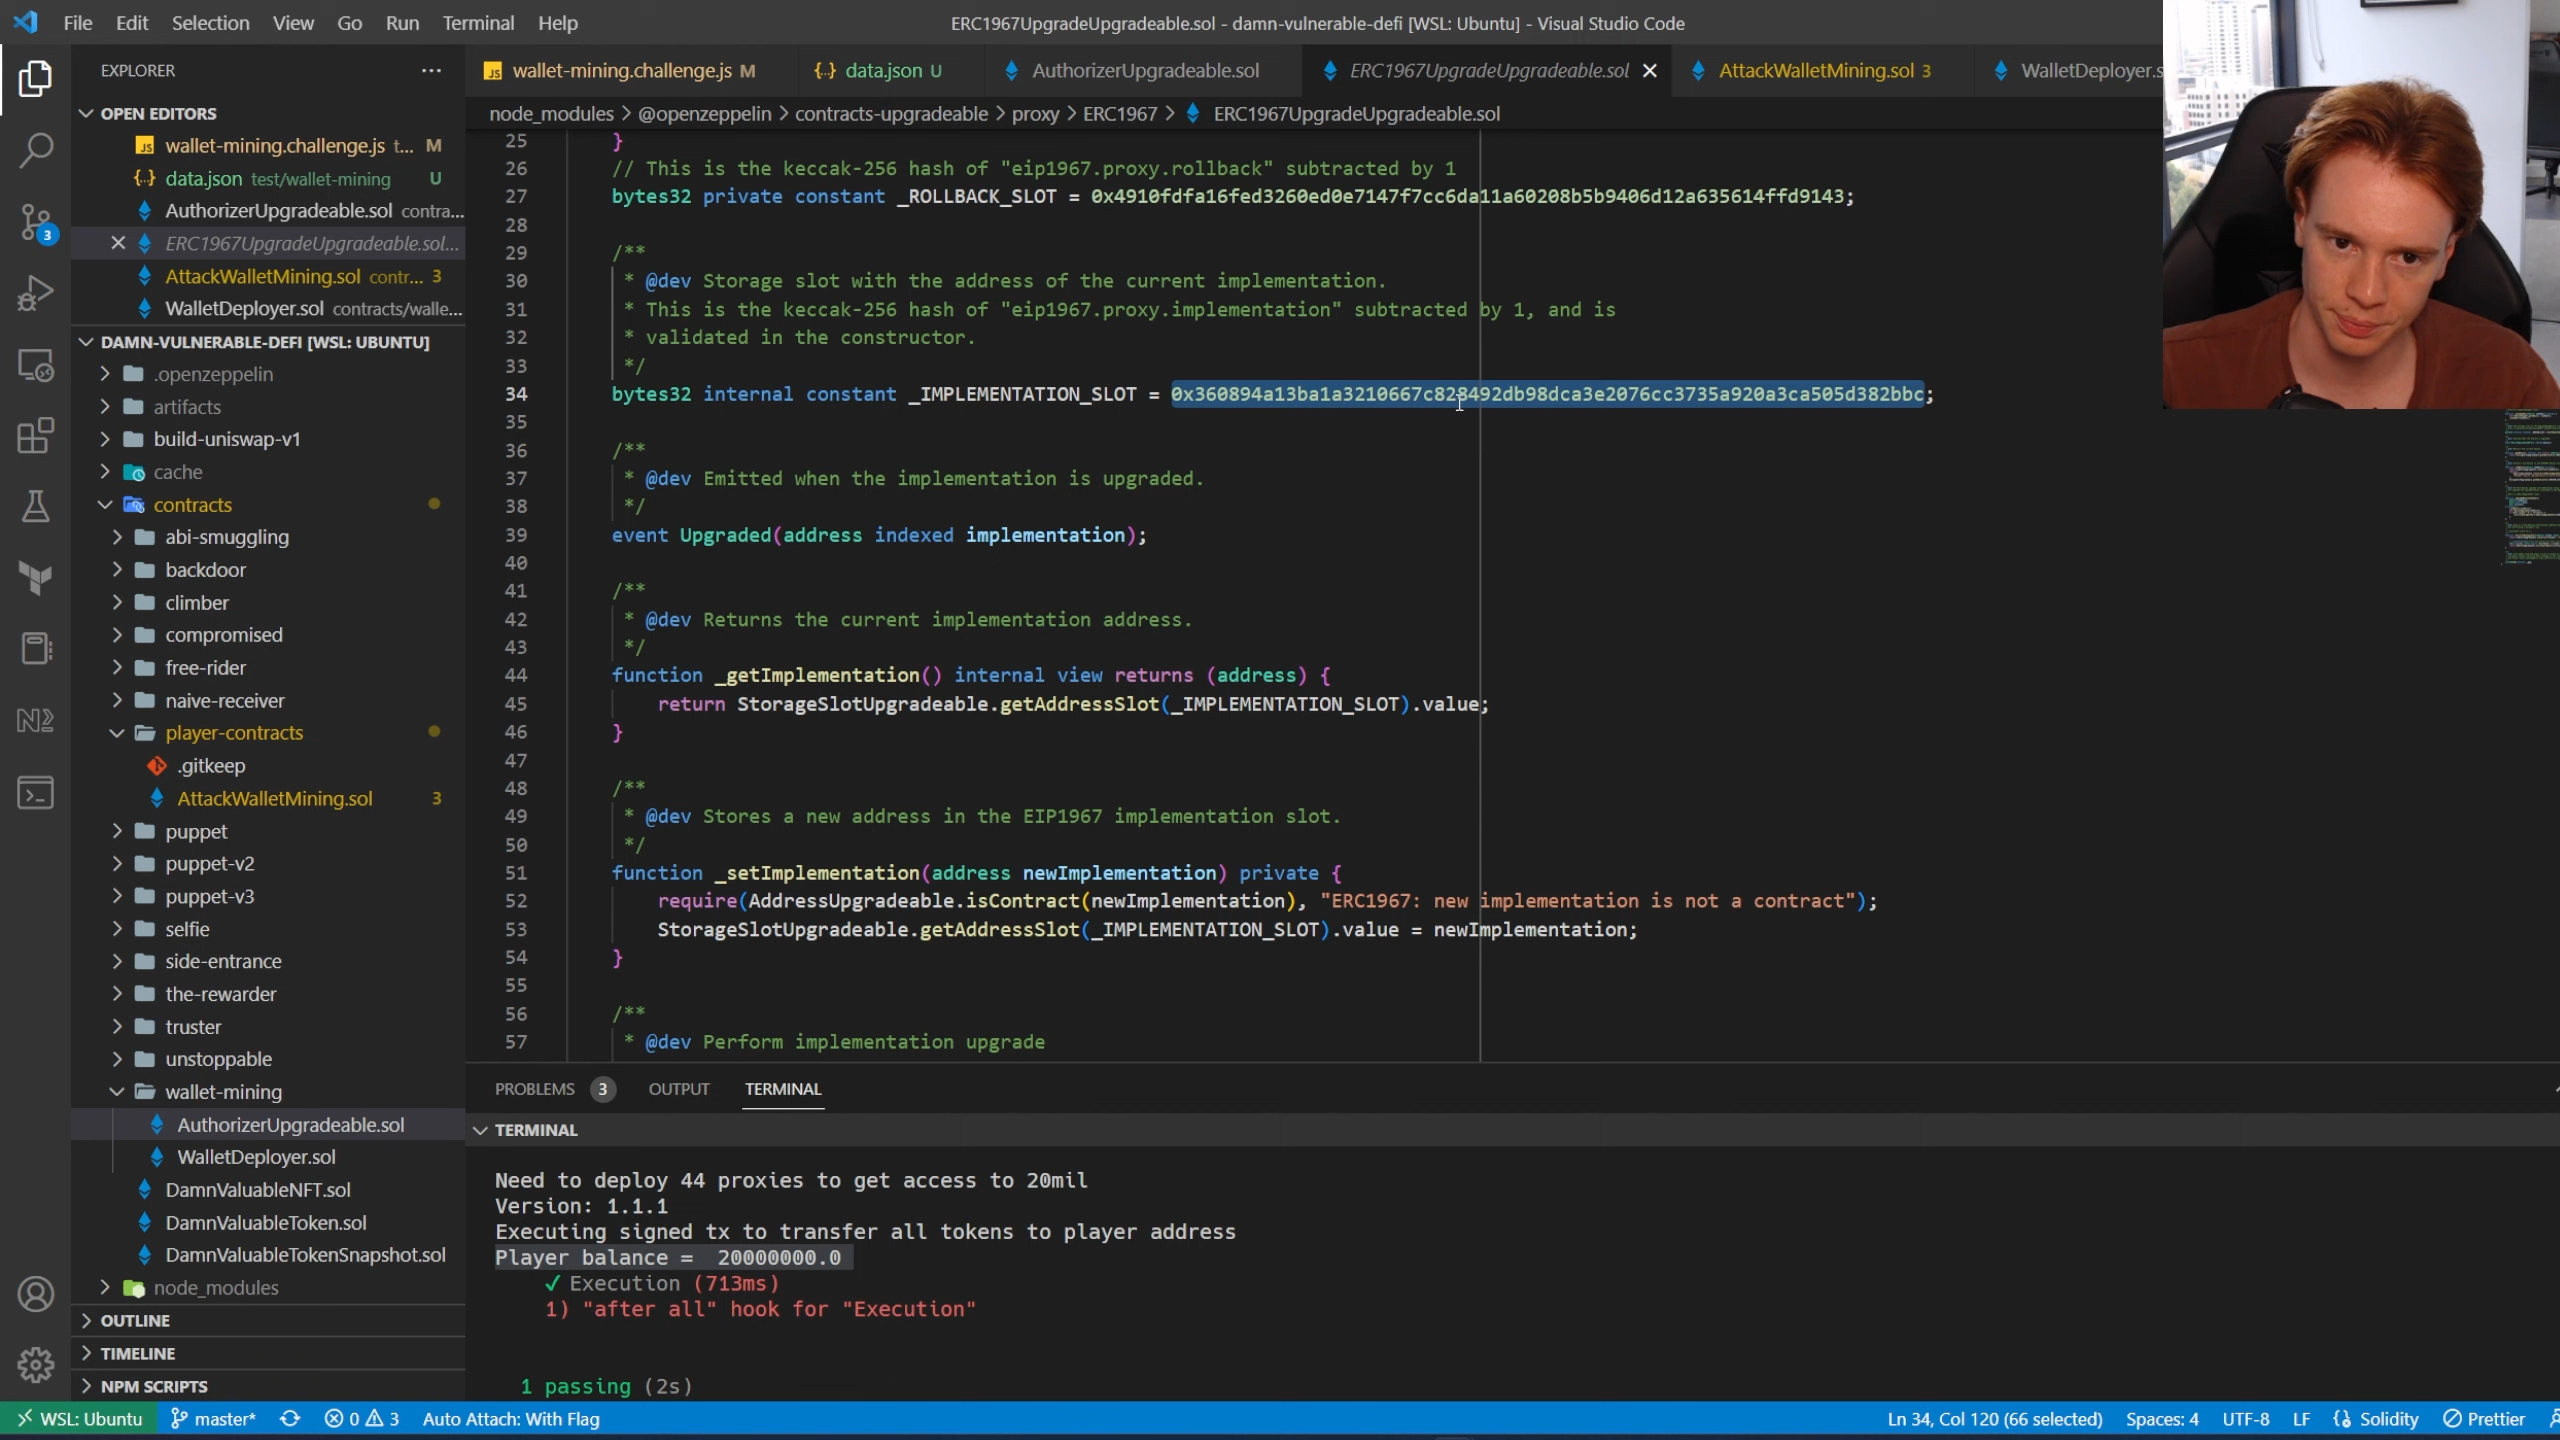 File Edit Selection View Go Run Terminal Help
ERC1967UpgradeUpgradeable.sol - damn-vulnerable-defi [WSL: Ubuntu] - Visual Studio Code
EXPLORER
OPEN EDITORS
JS wallet-mining.challenge.js t... M
{..} data.json test/wallet-mining U
AuthorizerUpgradeable.sol contra...
ERC1967UpgradeUpgradeable.sol...
AttackWalletMining.sol contr... 3
WalletDeployer.sol contracts/walle...
DAMN-VULNERABLE-DEFI [WSL: UBUNTU]
.openzeppelin
artifacts
build-uniswap-v1
cache
contracts
abi-smuggling
backdoor
climber
compromised
free-rider
naive-receiver
player-contracts
.gitkeep
AttackWalletMining.sol 3
puppet
puppet-v2
puppet-v3
selfie
side-entrance
the-rewarder
truster
unstoppable
wallet-mining
AuthorizerUpgradeable.sol
WalletDeployer.sol
DamnValuableNFT.sol
DamnValuableToken.sol
DamnValuableTokenSnapshot.sol
node_modules
OUTLINE
TIMELINE
NPM SCRIPTS
3
JS wallet-mining.challenge.js M {} data.json U AuthorizerUpgradeable.sol ERC1967UpgradeUpgradeable.sol AttackWalletMining.sol 3 WalletDeployer.s
node_modules > @openzeppelin > contracts-upgradeable > proxy > ERC1967 > ERC1967UpgradeUpgradeable.sol
25 }
26 // This is the keccak-256 hash of "eip1967.proxy.rollback" subtracted by 1
27 bytes32 private constant _ROLLBACK_SLOT = 0x4910fdfa16fed3260ed0e7147f7cc6da11a60208b5b9406d12a635614ffd9143;
28
29 /**
30 * @dev Storage slot with the address of the current implementation.
31 * This is the keccak-256 hash of "eip1967.proxy.implementation" subtracted by 1, and is
32 * validated in the constructor.
33 */
34 bytes32 internal constant _IMPLEMENTATION_SLOT = 0x360894a13ba1a3210667c828492db98dca3e2076cc3735a920a3ca505d382bbc;
35
36 /**
37 * @dev Emitted when the implementation is upgraded.
38 */
39 event Upgraded(address indexed implementation);
40
41 /**
42 * @dev Returns the current implementation address.
43 */
44 function _getImplementation() internal view returns (address) {
45 return StorageSlotUpgradeable.getAddressSlot(_IMPLEMENTATION_SLOT).value;
46 }
47
48 /**
49 * @dev Stores a new address in the EIP1967 implementation slot.
50 */
51 function _setImplementation(address newImplementation) private {
52 require(AddressUpgradeable.isContract(newImplementation), "ERC1967: new implementation is not a contract");
53 StorageSlotUpgradeable.getAddressSlot(_IMPLEMENTATION_SLOT).value = newImplementation;
54 }
55
56 /**
57 * @dev Perform implementation upgrade
PROBLEMS 3 OUTPUT TERMINAL
TERMINAL
Need to deploy 44 proxies to get access to 20mil
Version: 1.1.1
Executing signed tx to transfer all tokens to player address
Player balance = 20000000.0
✓ Execution (713ms)
1) "after all" hook for "Execution"
1 passing (2s)
WSL: Ubuntu master* 0 3 Auto Attach: With Flag Ln 34, Col 120 (66 selected) Spaces: 4 UTF-8 LF Solidity Prettier